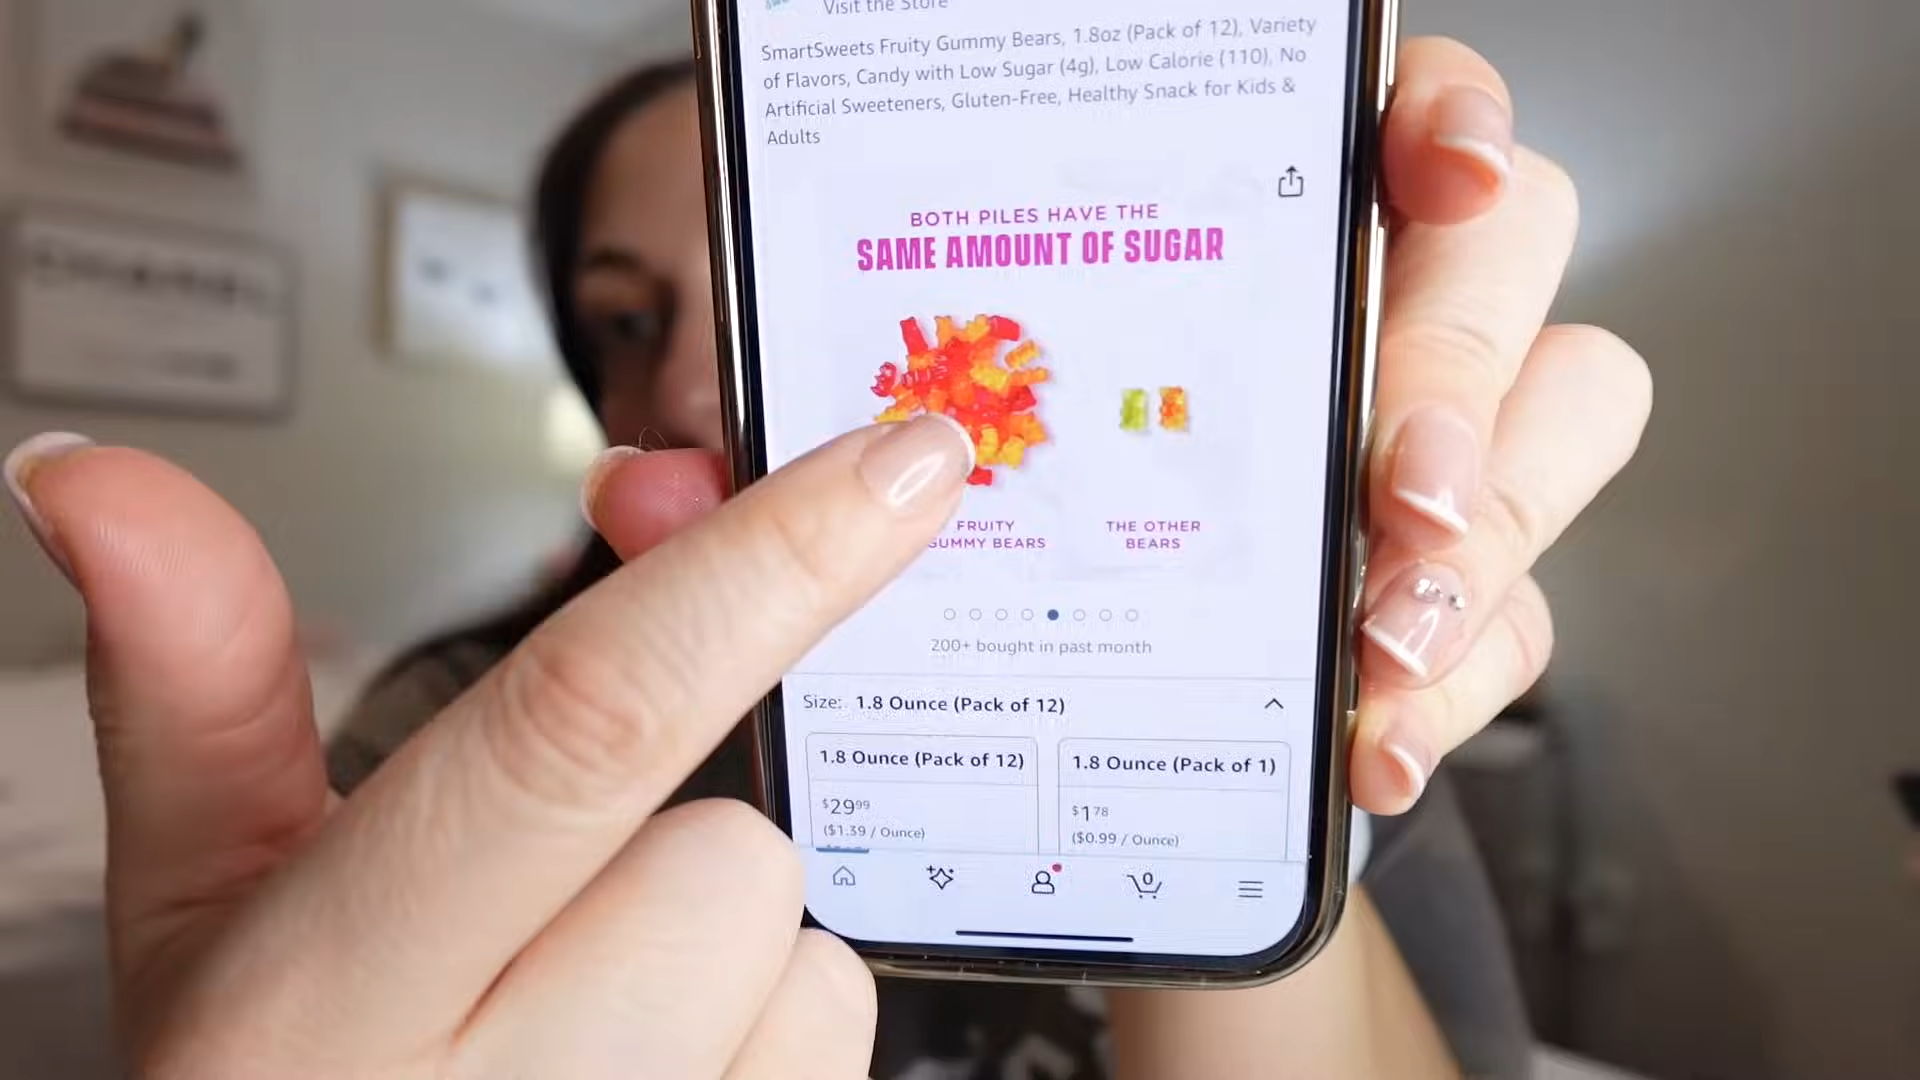 Visit the Store
SmartSweets Fruity Gummy Bears, 1.8oz (Pack of 12), Variety
of Flavors, Candy with Low Sugar (4g), Low Calorie (110), No
Artificial Sweeteners, Gluten-Free, Healthy Snack for Kids &
Adults
BOTH PILES HAVE THE
SAME AMOUNT OF SUGAR
FRUITY
GUMMY BEARS
THE OTHER
BEARS
200+ bought in past month
Size: 1.8 Ounce (Pack of 12)
1.8 Ounce (Pack of 12)
$29 99
($1.39 / Ounce)
1.8 Ounce (Pack of 1)
$1 78
($0.99 / Ounce)
0